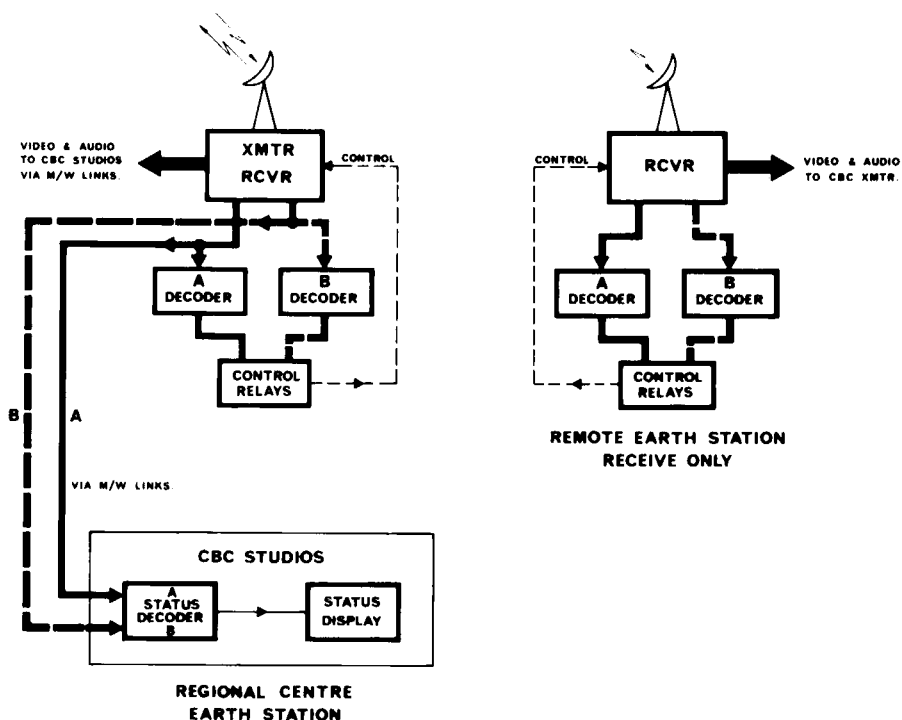 VIDEO & AUDIO
TO CBC STUDIOS
VIA M/W LINKS.
XMTR
RCVR
CONTROL
A
DECODER
B
DECODER
CONTROL
RELAYS
B
A
VIA M/W LINKS.
CBC STUDIOS
A
STATUS
DECODER
B
STATUS
DISPLAY
REGIONAL CENTRE
EARTH STATION
CONTROL
RCVR
VIDEO & AUDIO
TO CBC XMTR.
A
DECODER
B
DECODER
CONTROL
RELAYS
REMOTE EARTH STATION
RECEIVE ONLY